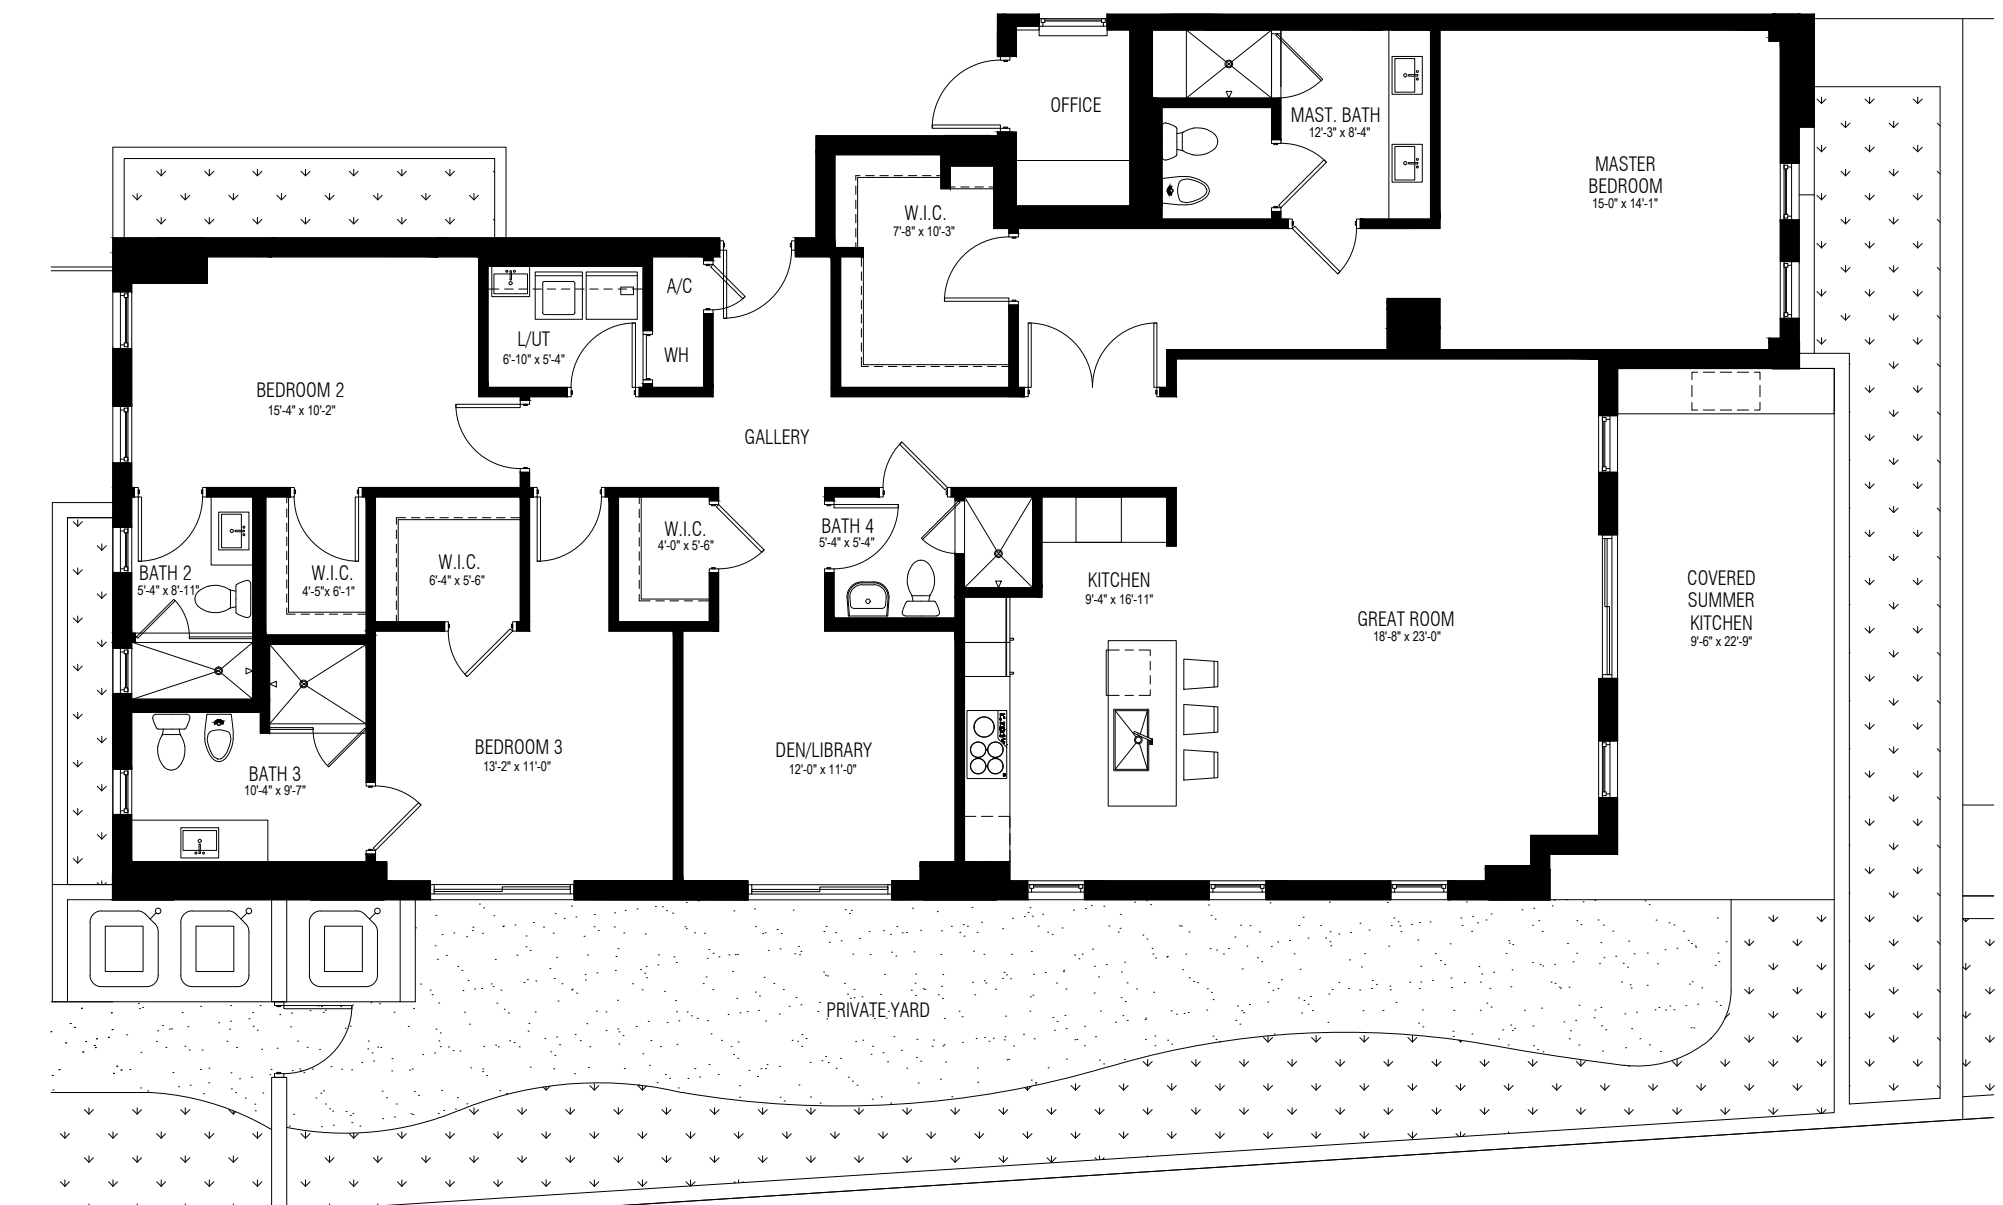 OFFICE
MAST. BATH
12'-3" x 8'-4"
MASTER
BEDROOM
15-0" x 14'-1"
W.I.C.
7'-8" x 10'-3"
A/C
L/UT
6'-10" x 5'-4"
WH
BEDROOM 2
15'-4" x 10'-2"
GALLERY
W.I.C.
4'-0" x 5'-6"
BATH 4
5'-4" x 5'-4"
BATH 2
5'-4" x 8'-11"
W.I.C.
4'-5"x 6'-1"
W.I.C.
6'-4" x 5'-6"
KITCHEN
9'-4" x 16'-11"
GREAT ROOM
18'-8" x 23'-0"
COVERED
SUMMER
KITCHEN
9'-6" x 22'-9"
BEDROOM 3
13'-2" x 11'-0"
DEN/LIBRARY
12'-0" x 11'-0"
BATH 3
10'-4" x 9'-7"
PRIVATE YARD